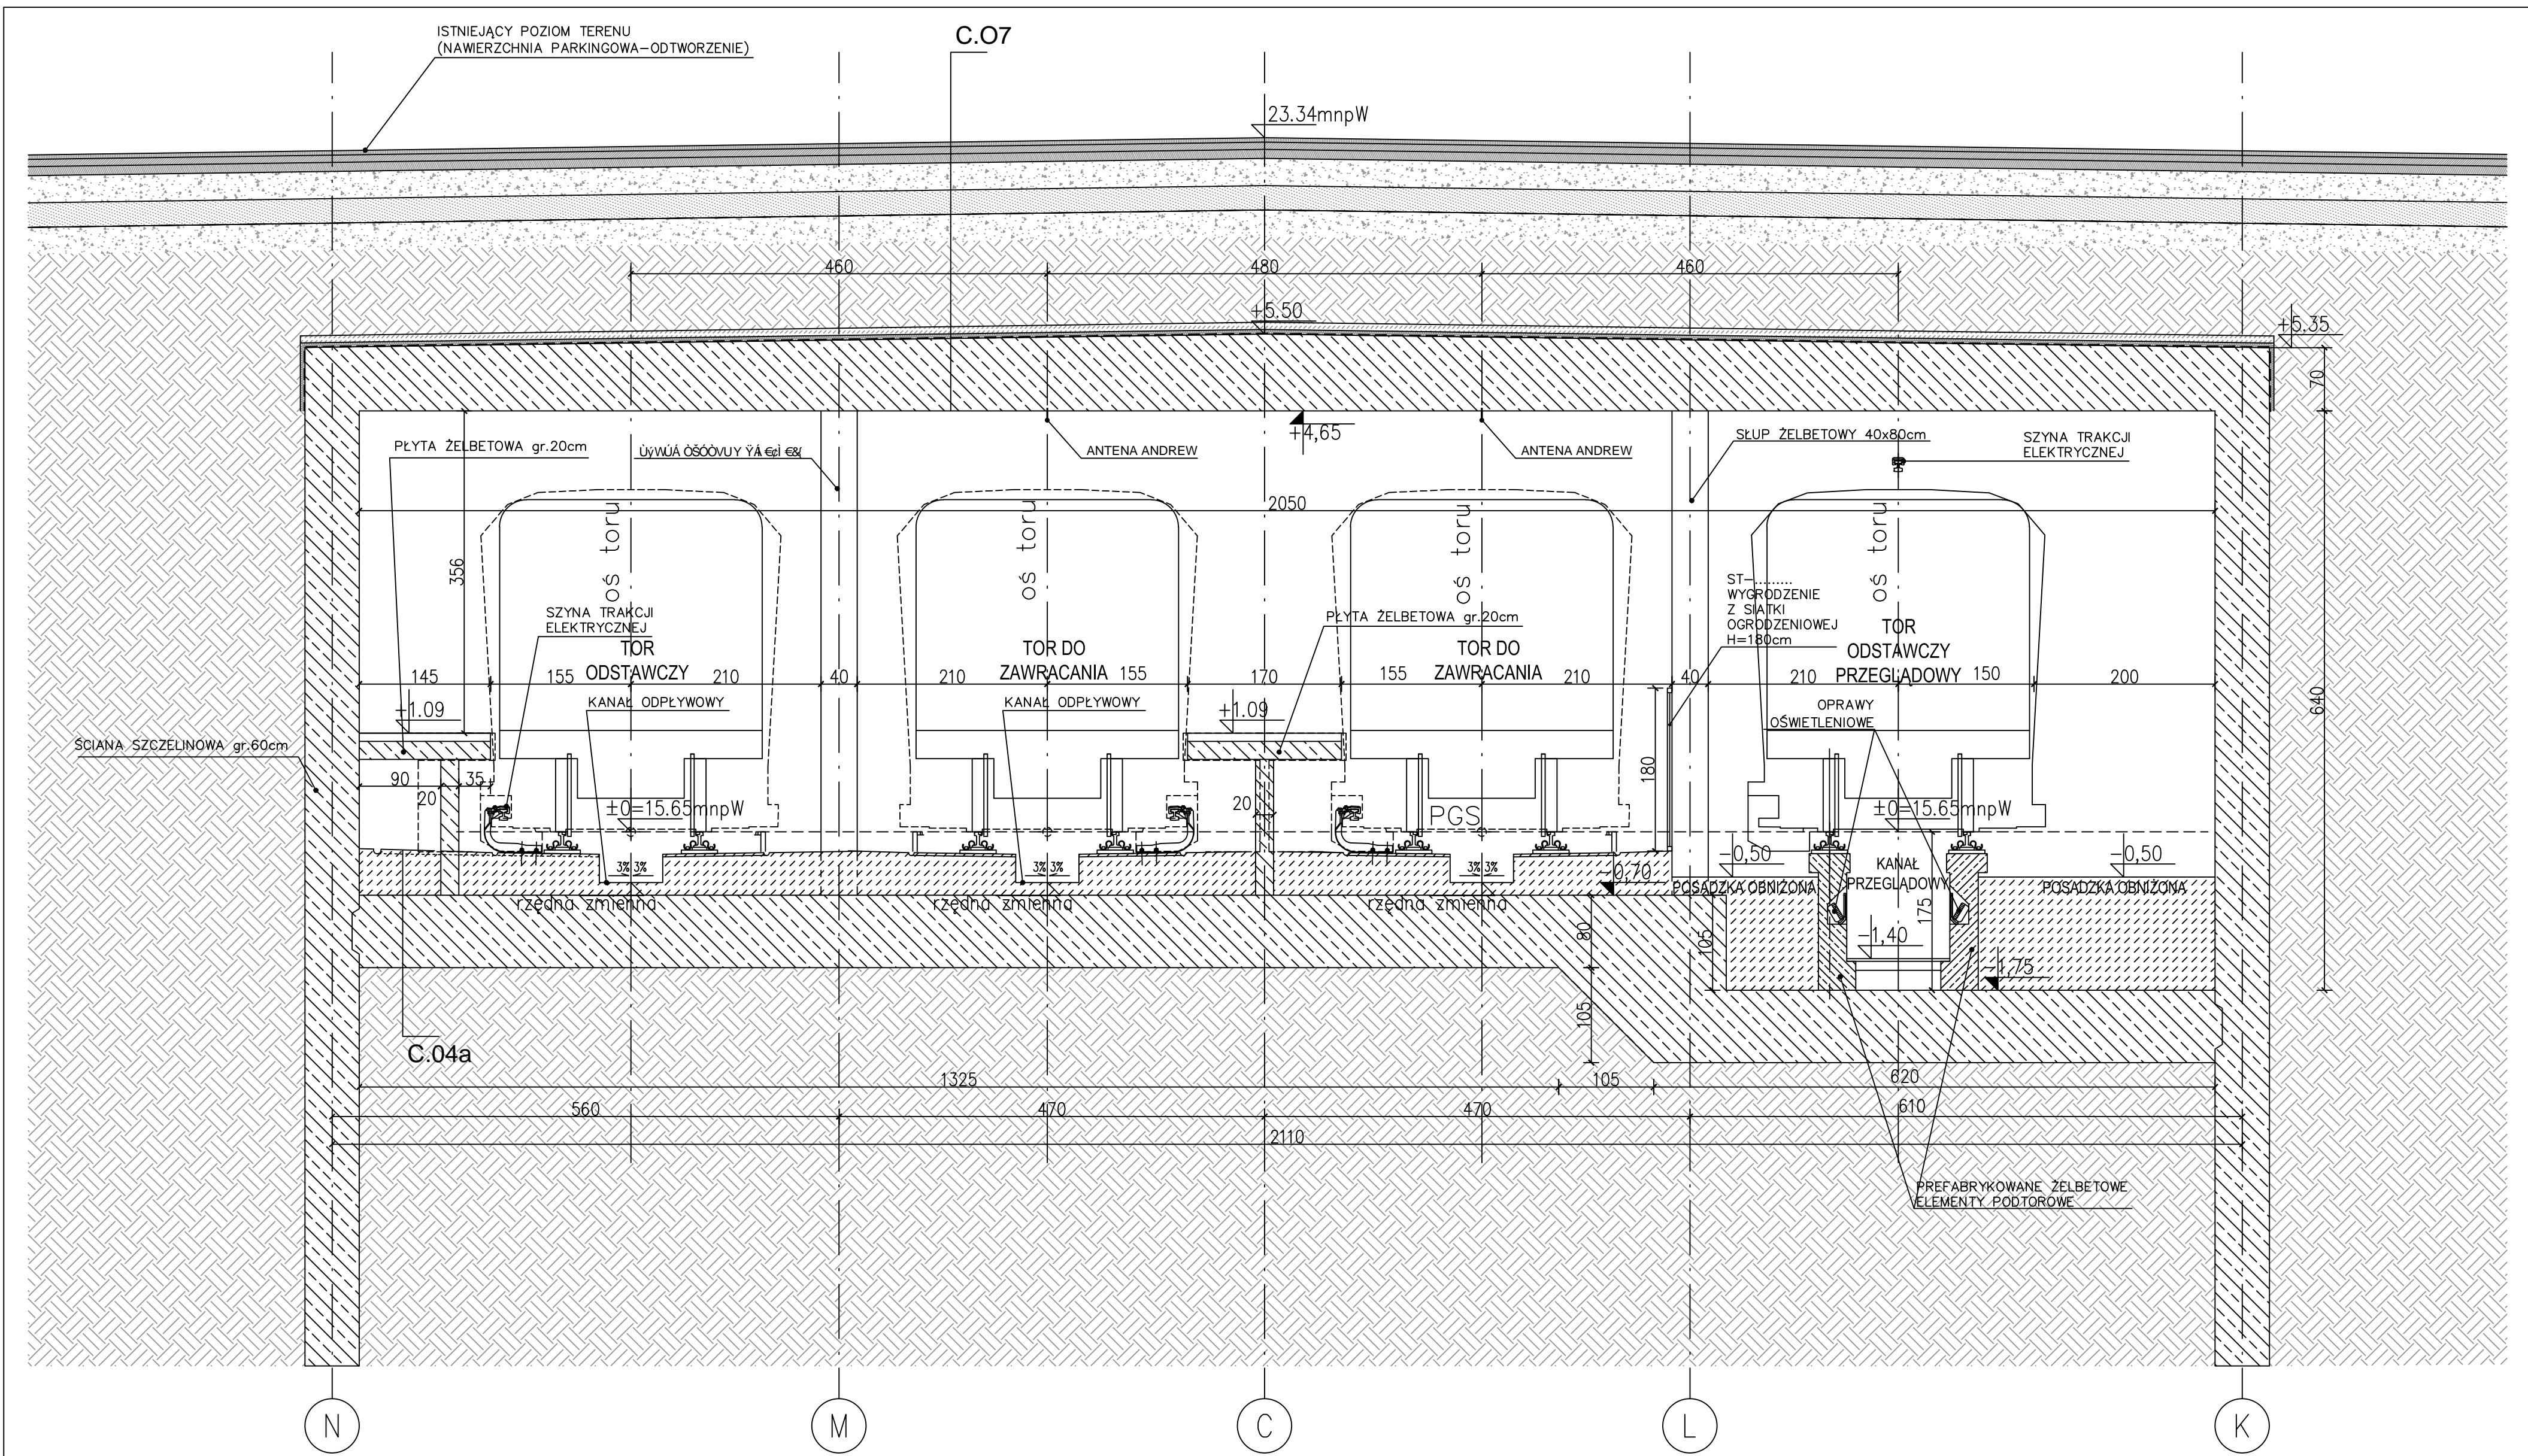 ISTNIEJĄCY POZIOM TERENU
(NAWIERZCHNIA PARKINGOWA-ODTWORZENIE)
C.O7
23.34mnpW
460
480
460
+5.50
+5.35
70
PŁYTA ŻELBETOWA gr.20cm
ANTENA ANDREW
+4,65
ANTENA ANDREW
SŁUP ŻELBETOWY 40x80cm
SZYNA TRAKCJI
ELEKTRYCZNEJ
2050
oś toru
oś toru
oś toru
oś toru
356
SZYNA TRAKCJI
ELEKTRYCZNEJ
PŁYTA ŻELBETOWA gr.20cm
ST-.........
WYGRODZENIE
Z SIATKI
OGRODZENIOWEJ
H=180cm
TOR
ODSTAWCZY
TOR DO
ZAWRACANIA
TOR DO
ZAWRACANIA
TOR
ODSTAWCZY
PRZEGLĄDOWY
145
155
210
40
210
155
170
155
210
40
210
150
200
640
KANAŁ ODPŁYWOWY
KANAŁ ODPŁYWOWY
OPRAWY
OŚWIETLENIOWE
+1.09
+1.09
ŚCIANA SZCZELINOWA gr.60cm
90
20
35
±0=15.65mnpW
20
PGS
180
±0=15.65mnpW
3% 3%
3% 3%
3% 3%
-0,70
-0,50
KANAŁ
PRZEGLĄDOWY
-0,50
POSADZKA OBNIŻONA
POSADZKA OBNIŻONA
rzędna zmienna
rzędna zmienna
rzędna zmienna
80
105
175
-1,40
-1,75
105
C.04a
1325
105
620
560
470
470
610
2110
PREFABRYKOWANE ŻELBETOWE
ELEMENTY PODTOROWE
N
M
C
L
K